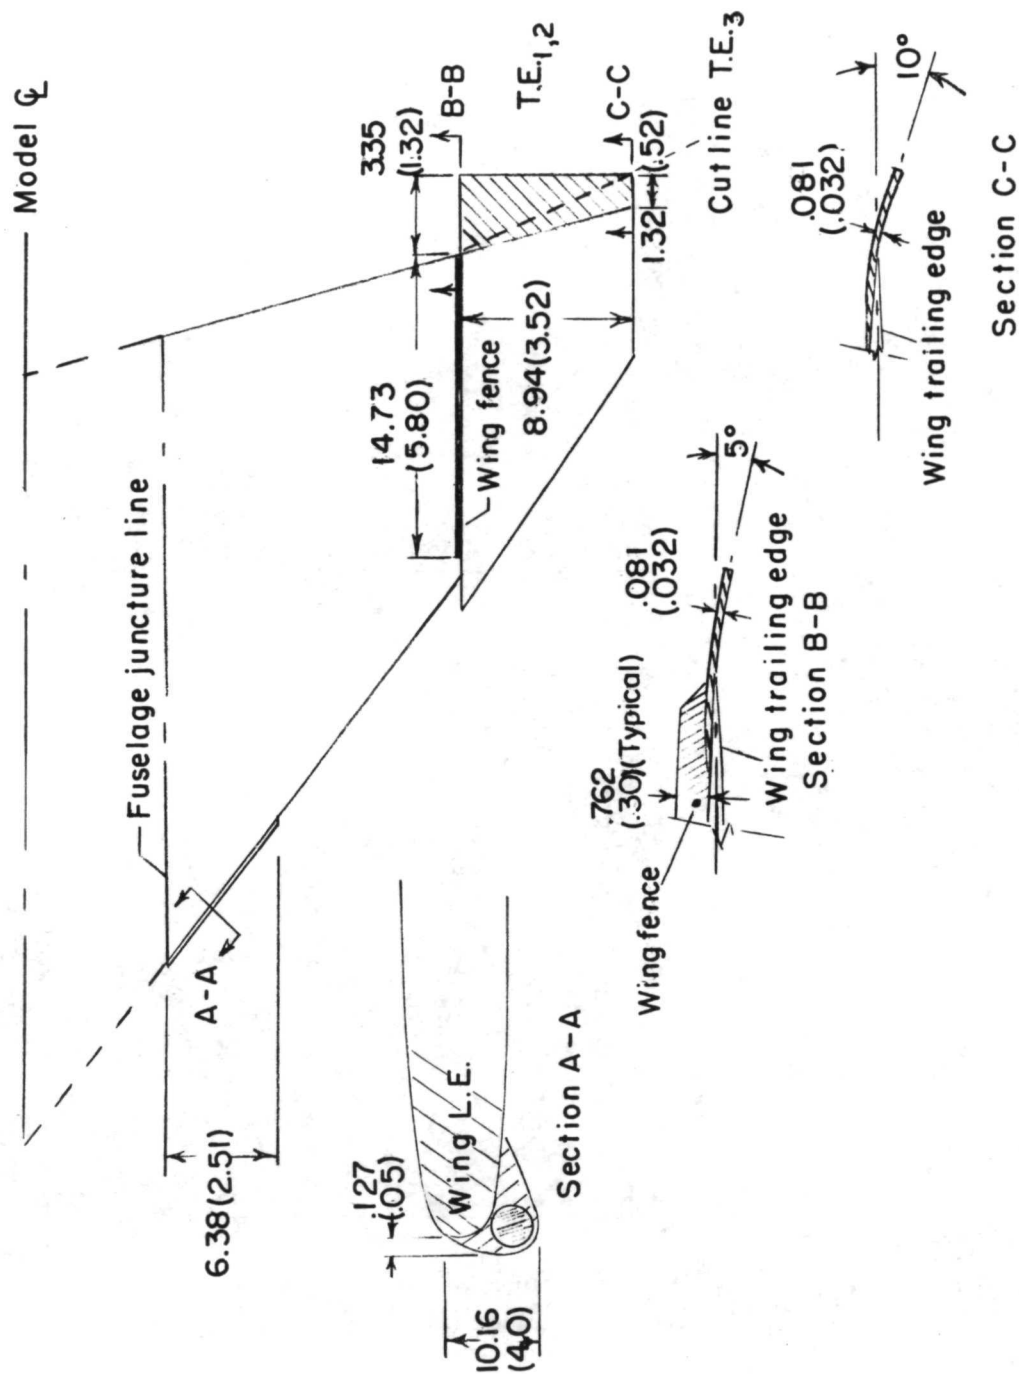 Model ℄
Fuselage juncture line
A-A
6.38(2.51)
3.35
(1.32)
B-B
T.E.1,2
C-C
(.52)
1.32
Cutline T.E.3
14.73
(5.80)
Wing fence
8.94(3.52)
.127
(.05)
Wing L.E.
10.16
(4.0)
Section A-A
.762
(.30)(Typical)
.081
(.032)
5°
Wing fence
Wing trailing edge
Section B-B
.081
(.032)
10°
Wing trailing edge
Section C-C